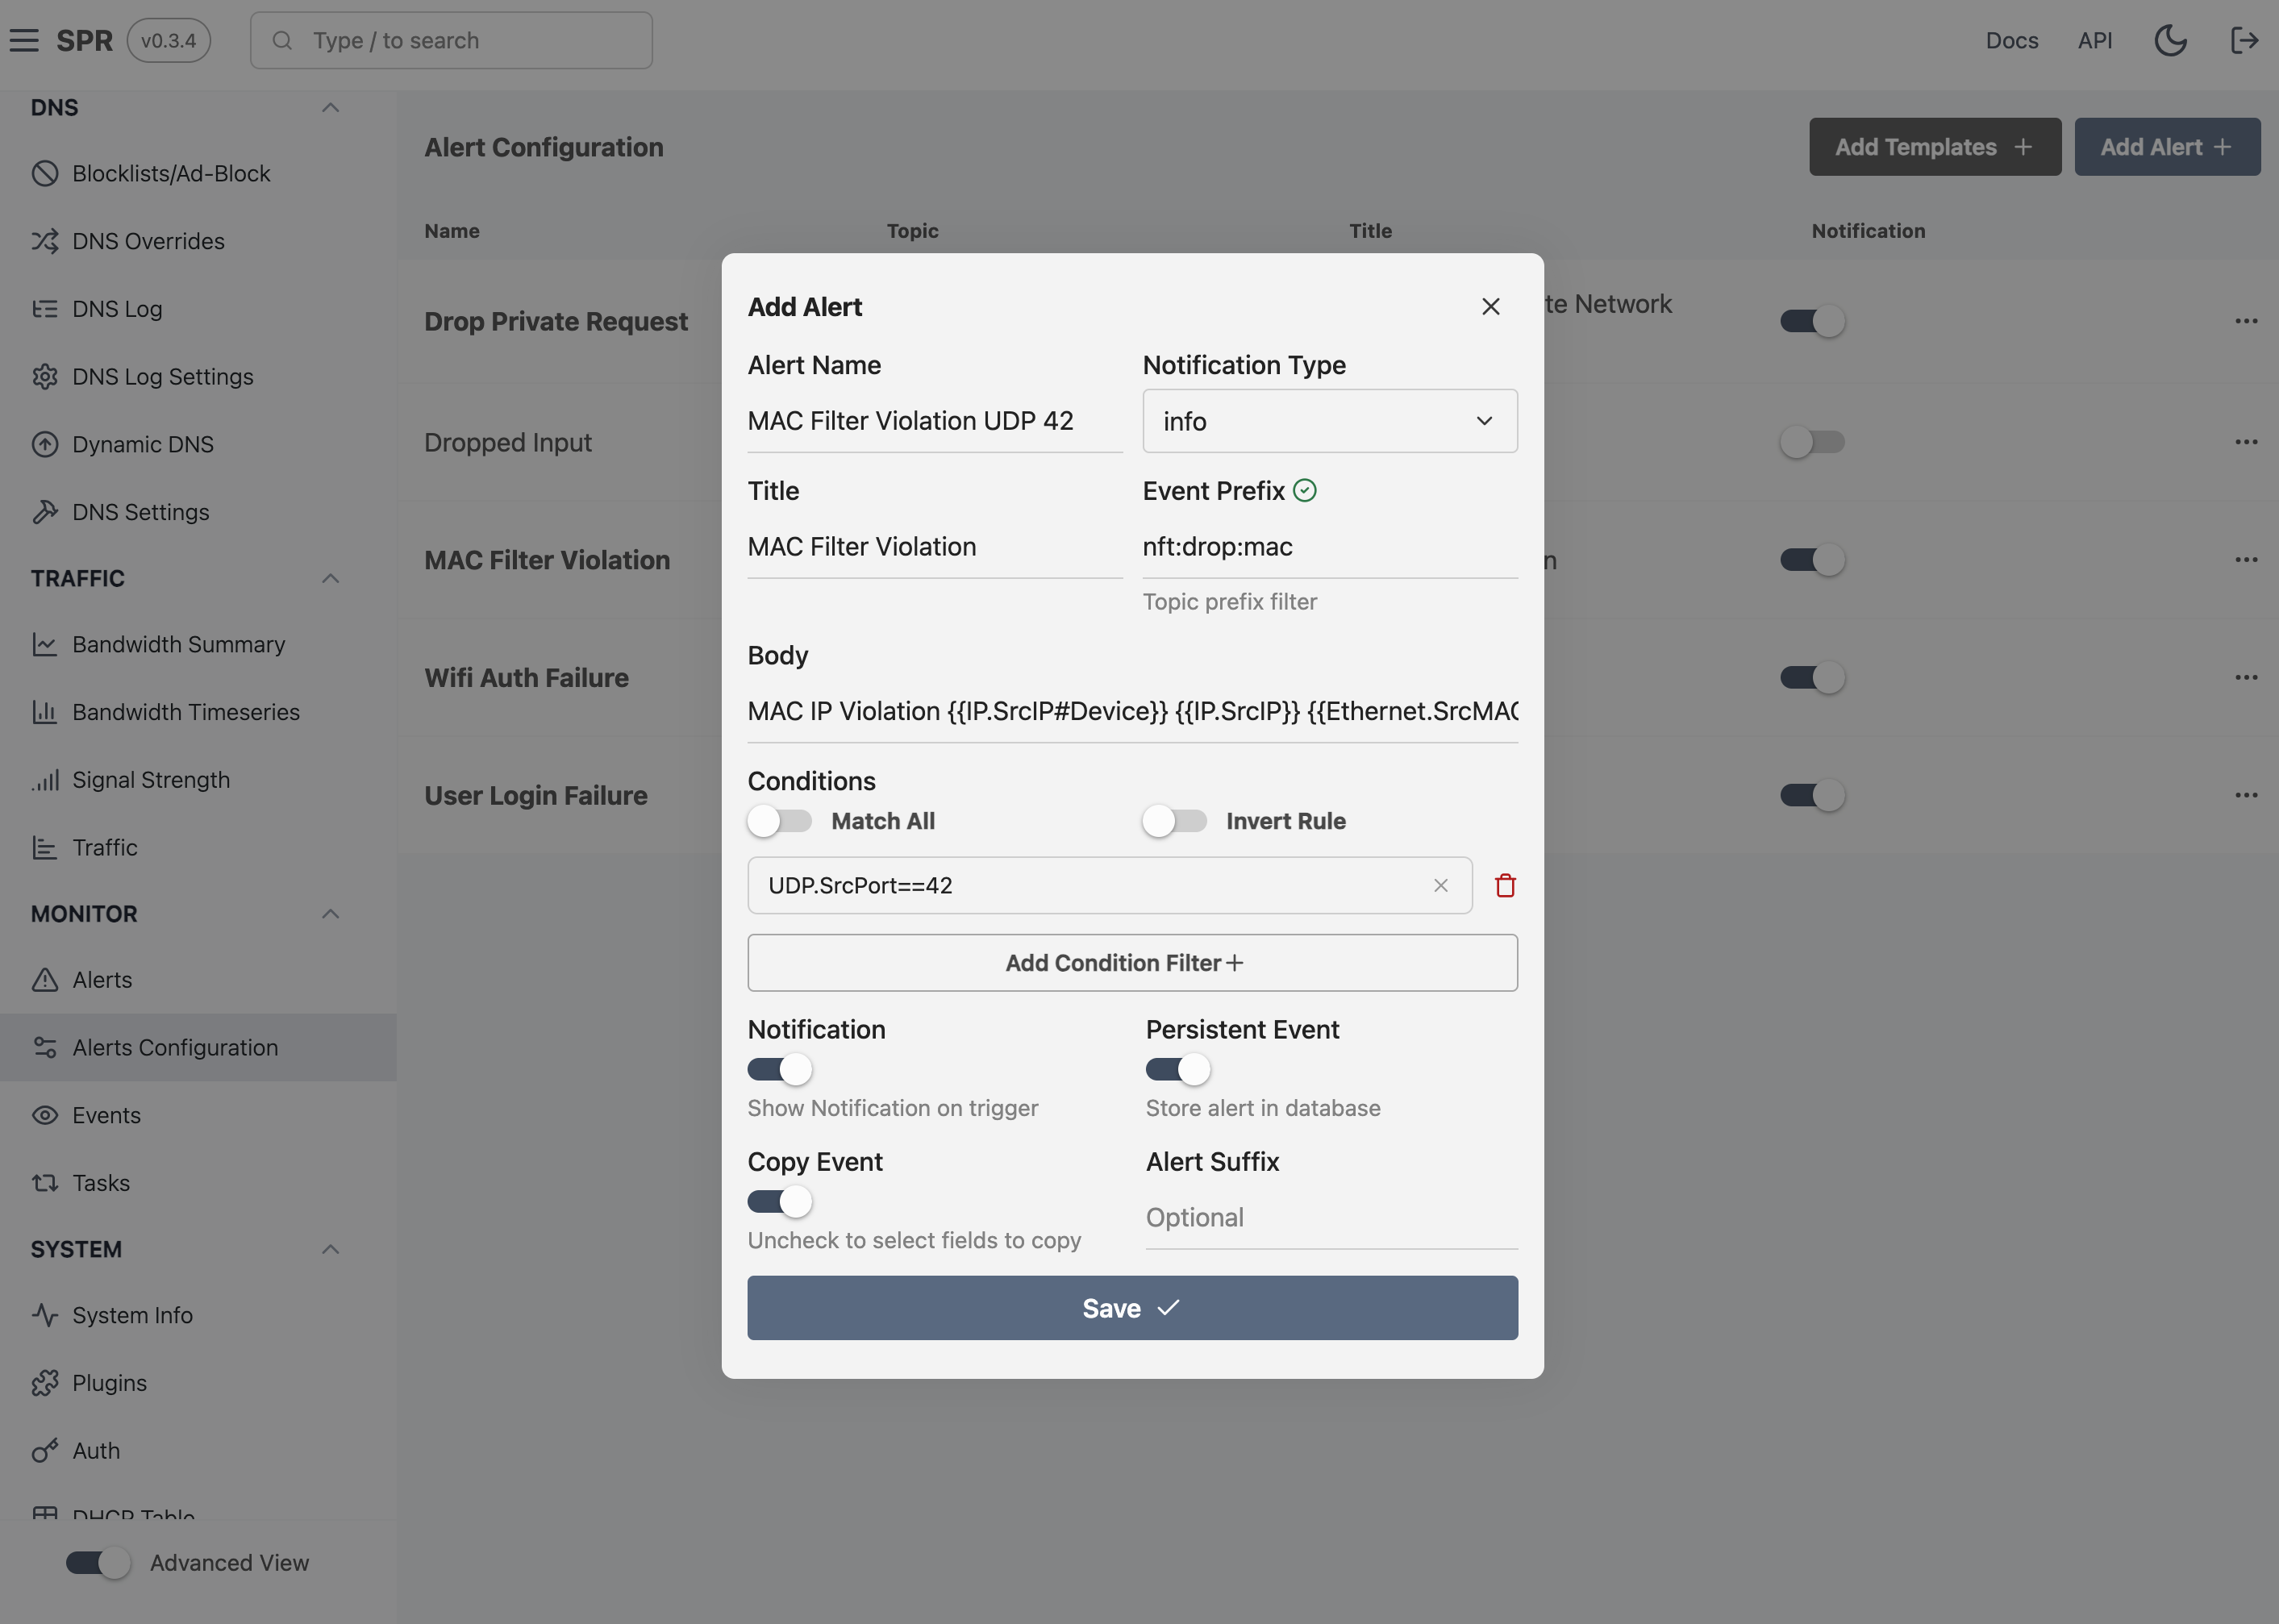 SPR v0.3.4 Type / to search Docs API
DNS
Blocklists/Ad-Block
DNS Overrides
DNS Log
DNS Log Settings
Dynamic DNS
DNS Settings
TRAFFIC
Bandwidth Summary
Bandwidth Timeseries
Signal Strength
Traffic
MONITOR
Alerts
Alerts Configuration
Events
Tasks
SYSTEM
System Info
Plugins
Auth
DHCP Table
Advanced View
Alert Configuration
Add Templates +
Add Alert +
Name Topic Title Notification
Drop Private Request
te Network
Dropped Input
MAC Filter Violation
n
Wifi Auth Failure
User Login Failure
Add Alert
Alert Name Notification Type
MAC Filter Violation UDP 42 info
Title Event Prefix
MAC Filter Violation nft:drop:mac
Topic prefix filter
Body
MAC IP Violation {{IP.SrcIP#Device}} {{IP.SrcIP}} {{Ethernet.SrcMAC
Conditions
Match All Invert Rule
UDP.SrcPort==42
Add Condition Filter+
Notification Persistent Event
Show Notification on trigger Store alert in database
Copy Event Alert Suffix
Optional
Uncheck to select fields to copy
Save